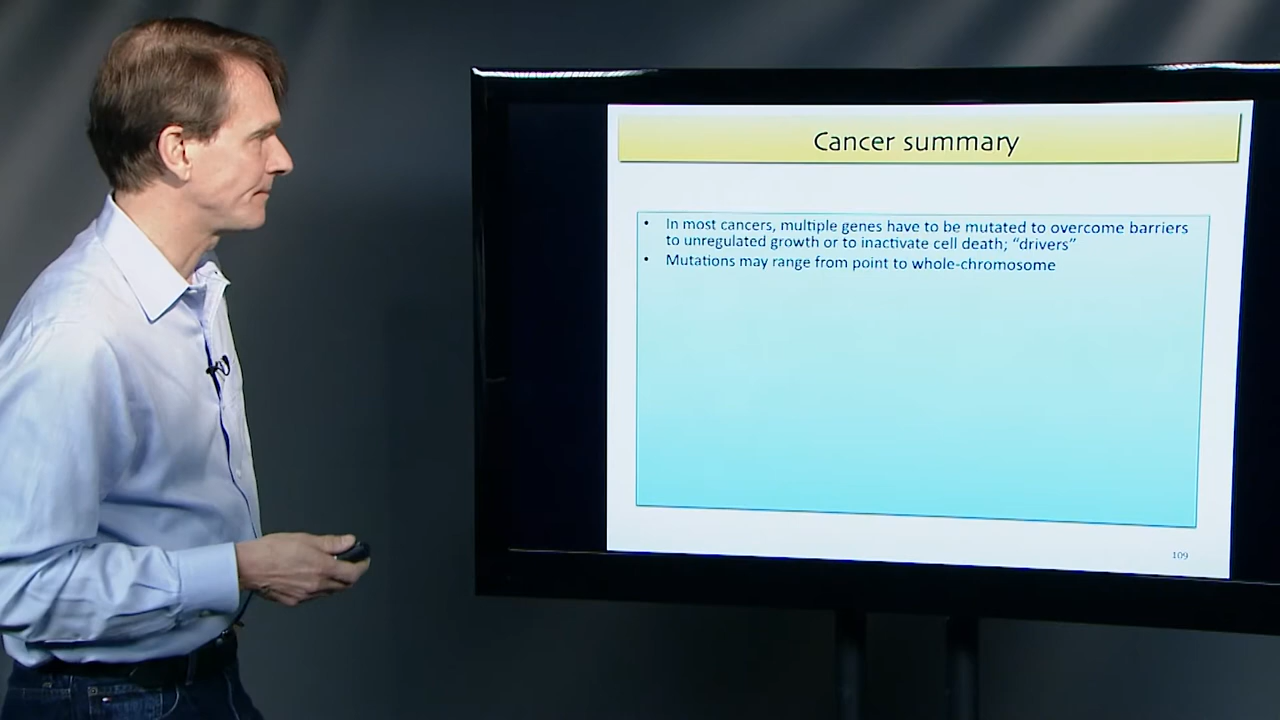 Cancer summary
• In most cancers, multiple genes have to be mutated to overcome barriers
to unregulated growth or to inactivate cell death; “drivers”
• Mutations may range from point to whole-chromosome
109